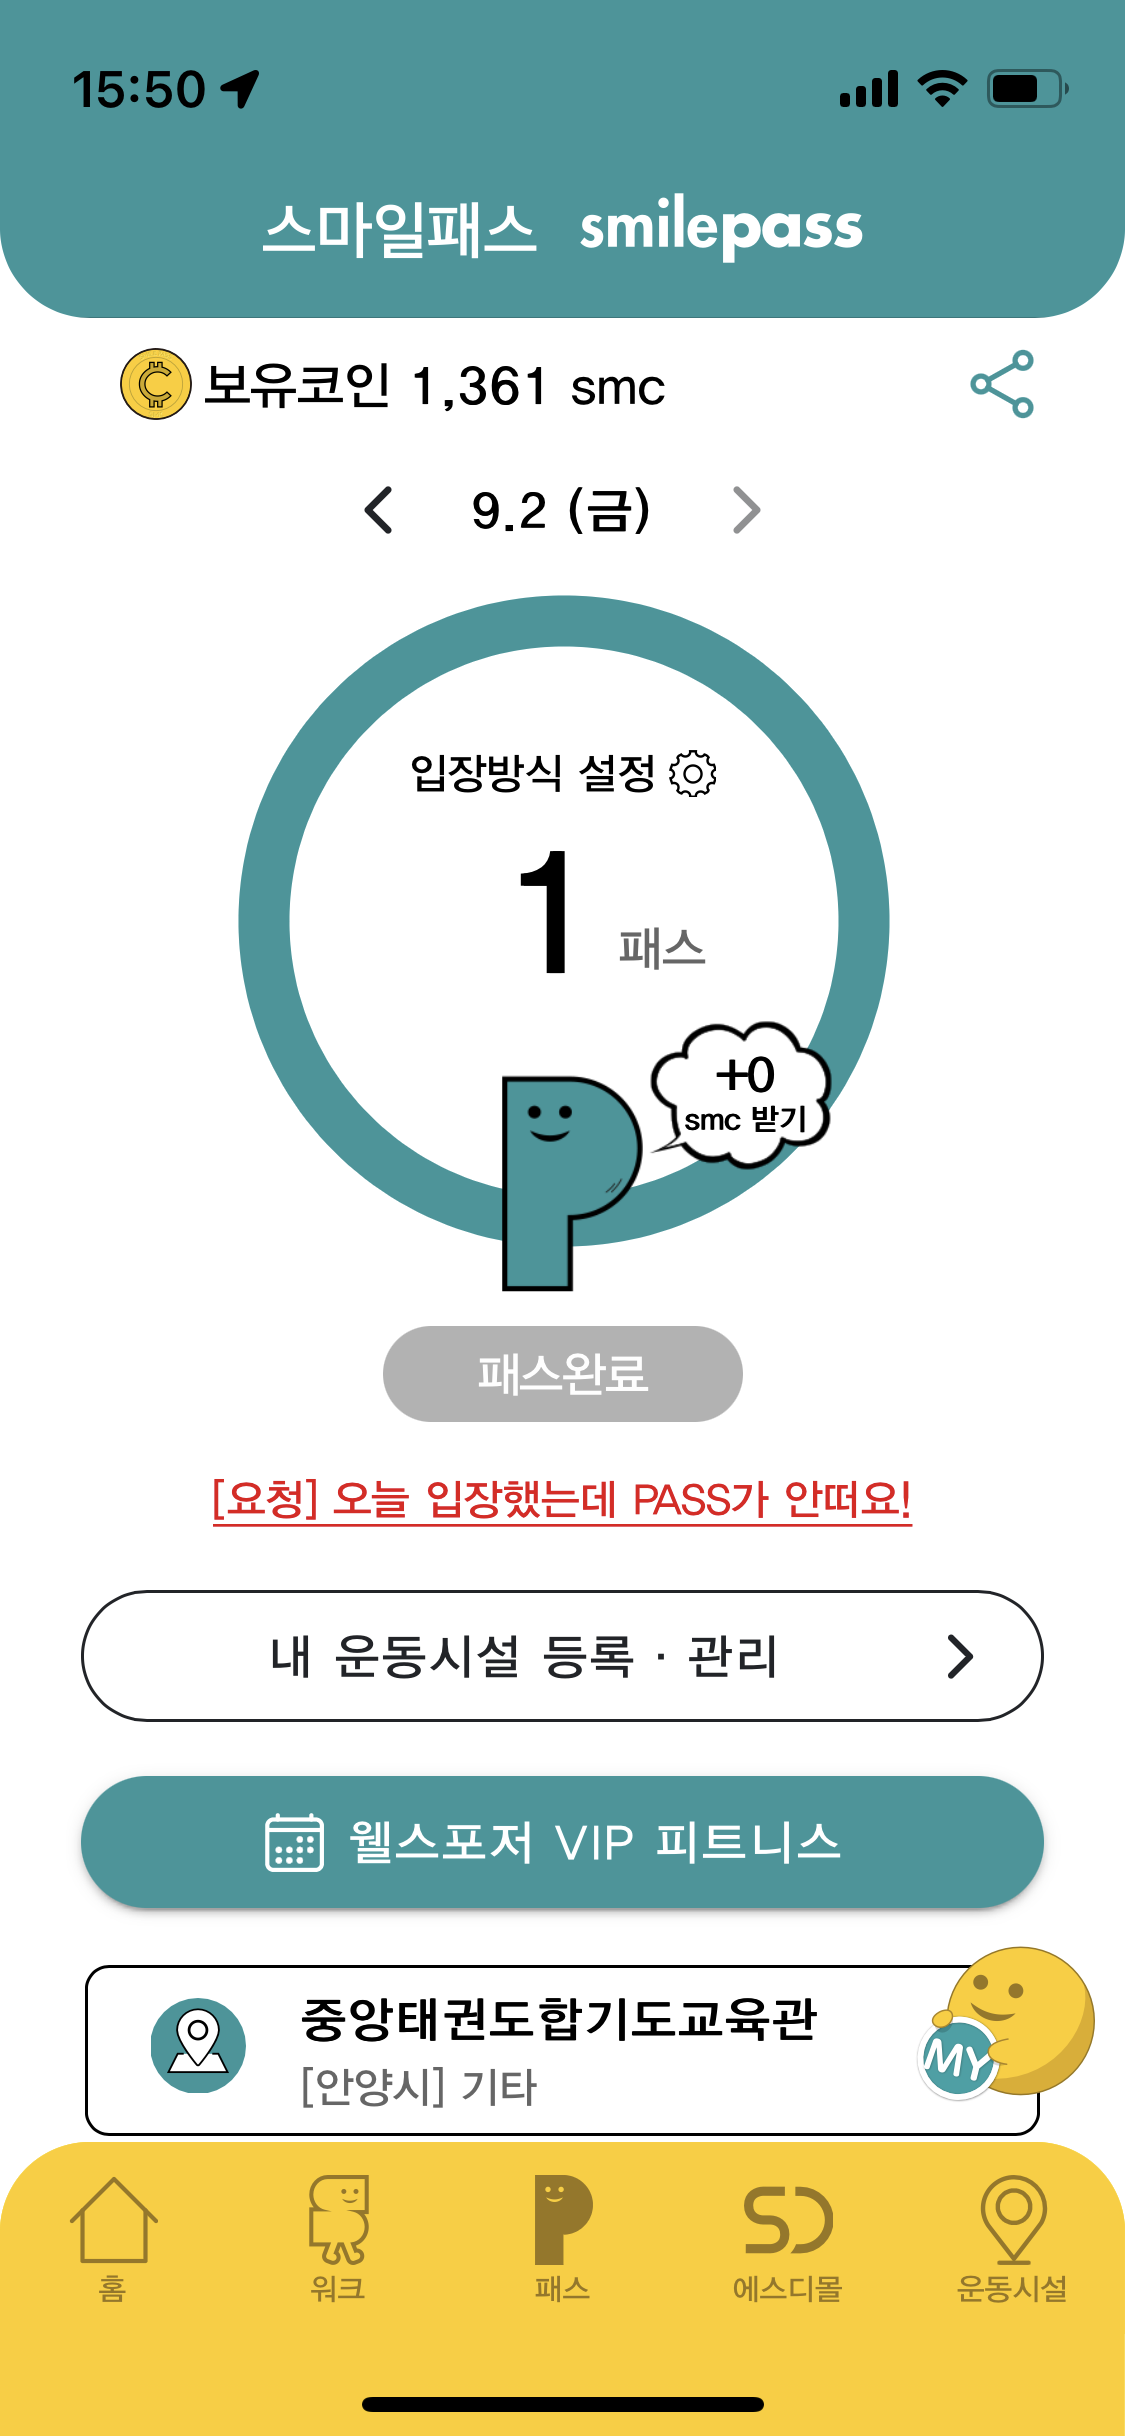 15:50
스마일패스 smilepass
보유코인 1,361 smc
9.2 (금)
입장방식 설정
1 패스
+0
smc 받기
패스완료
[요청] 오늘 입장했는데 PASS가 안떠요!
내 운동시설 등록 · 관리
웰스포저 VIP 피트니스
중앙태권도합기도교육관
[안양시] 기타
MY
홈 워크 패스 에스디몰 운동시설